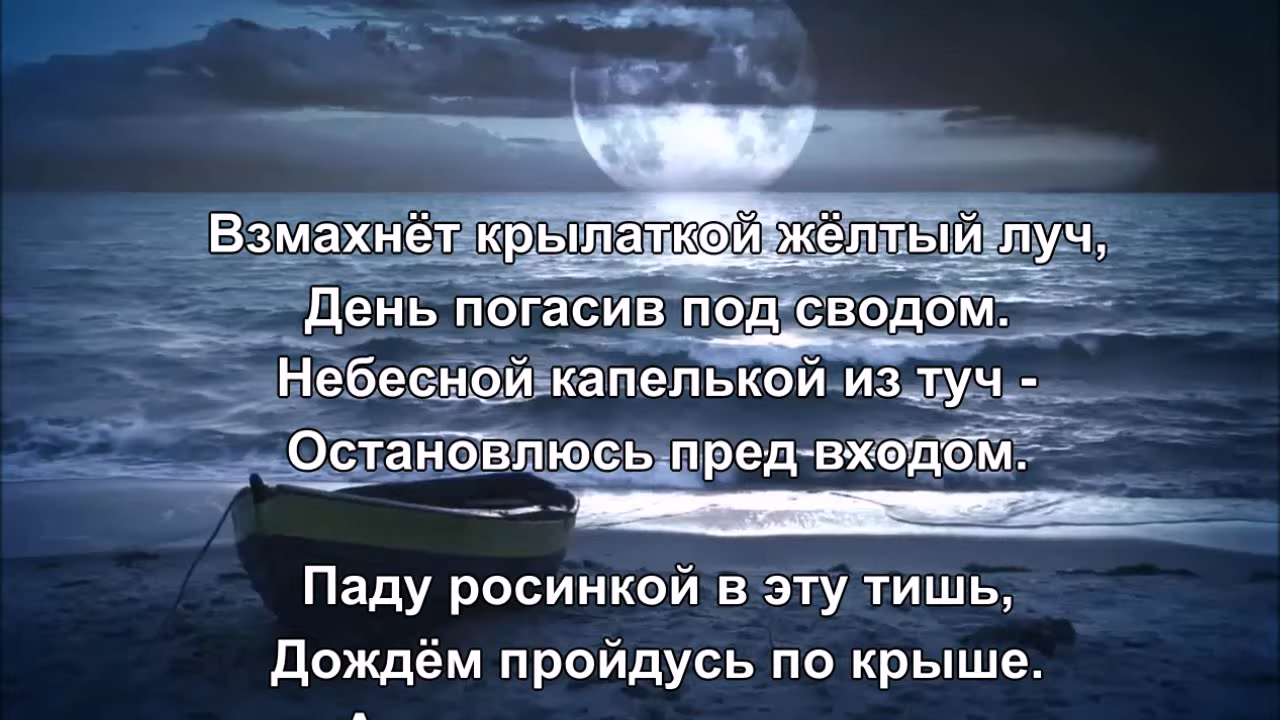 Взмахнёт крылаткой жёлтый луч,
День погасив под сводом.
Небесной капелькой из туч -
Остановлюсь пред входом.
Паду росинкой в эту тишь,
Дождём пройдусь по крыше.